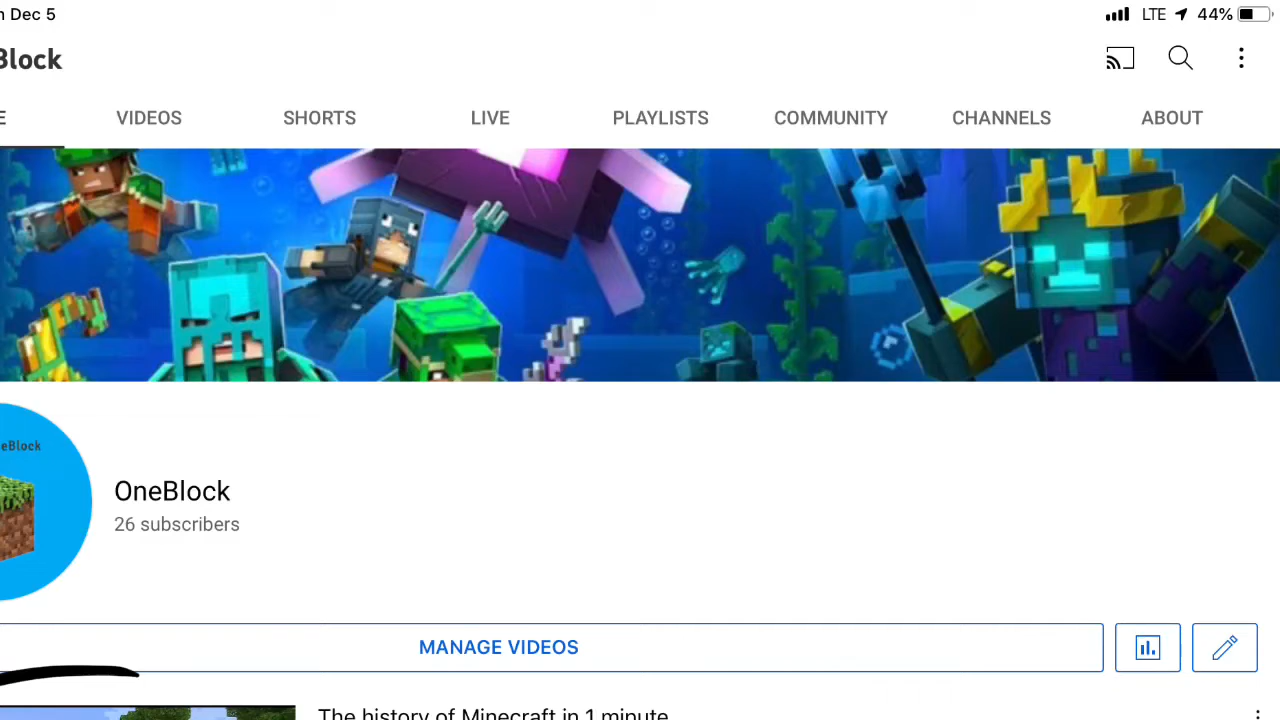 Dec 5
LTE 44%
Block
VIDEOS SHORTS LIVE PLAYLISTS COMMUNITY CHANNELS ABOUT
eBlock
OneBlock
26 subscribers
MANAGE VIDEOS
The history of Minecraft in 1 minute